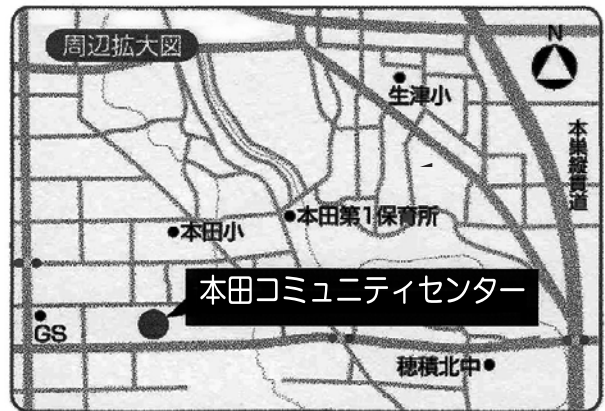 周辺拡大図
N
生津小
本巣縦貫道
本田第1保育所
本田小
本田コミュニティセンター
GS
穂積北中